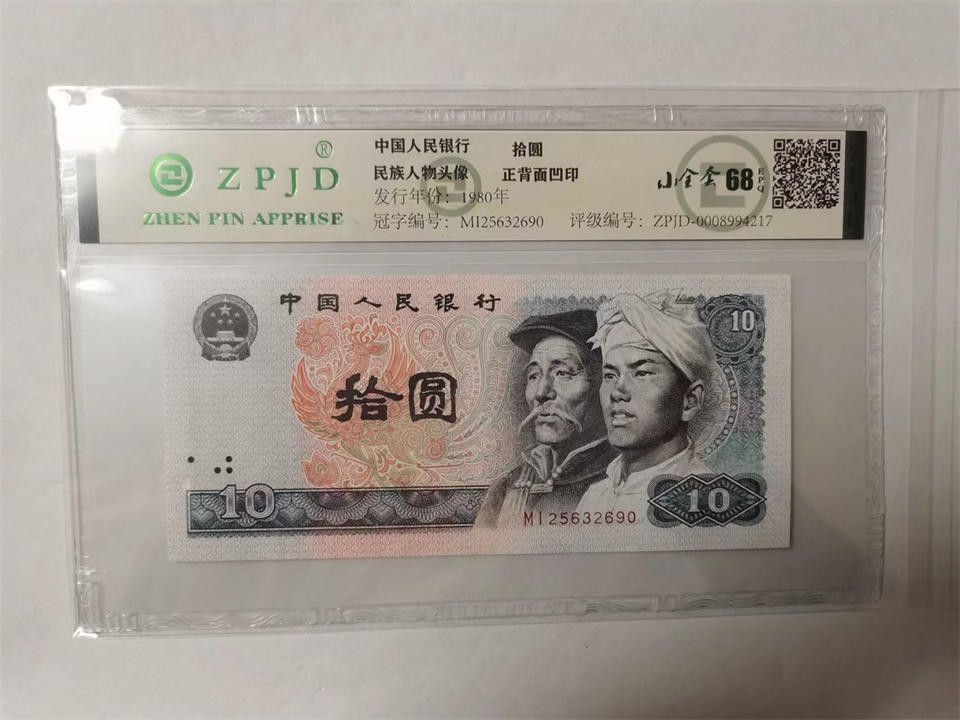 ZPJD®
ZHEN PIN APPRISE
中国人民银行 拾圆
民族人物头像 正背面凹印
发行年份：1980年
冠字编号：MI25632690 评级编号：ZPJD-0008994217
小全套 68 EPQ
中国人民银行
拾圆
10
10
MI25632690
10